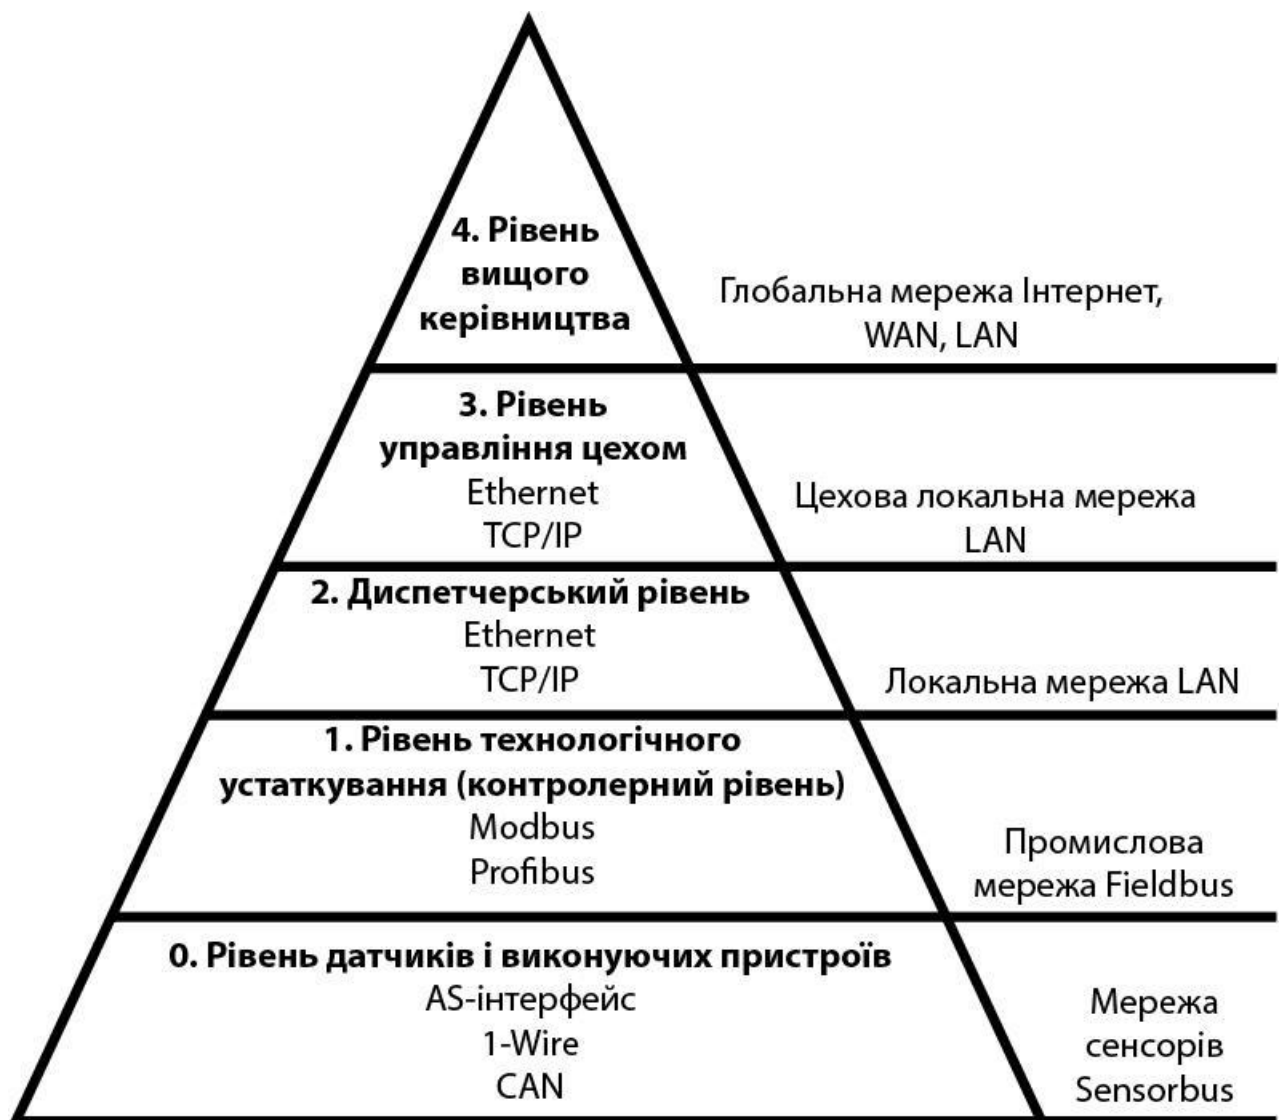 4. Рівень
вищого
керівництва
Глобальна мережа Інтернет,
WAN, LAN
3. Рівень
управління цехом
Ethernet
TCP/IP
Цехова локальна мережа
LAN
2. Диспетчерський рівень
Ethernet
TCP/IP
Локальна мережа LAN
1. Рівень технологічного
устаткування (контролерний рівень)
Modbus
Profibus
Промислова
мережа Fieldbus
0. Рівень датчиків і виконуючих пристроїв
AS-інтерфейс
1-Wire
CAN
Мережа
сенсорів
Sensorbus